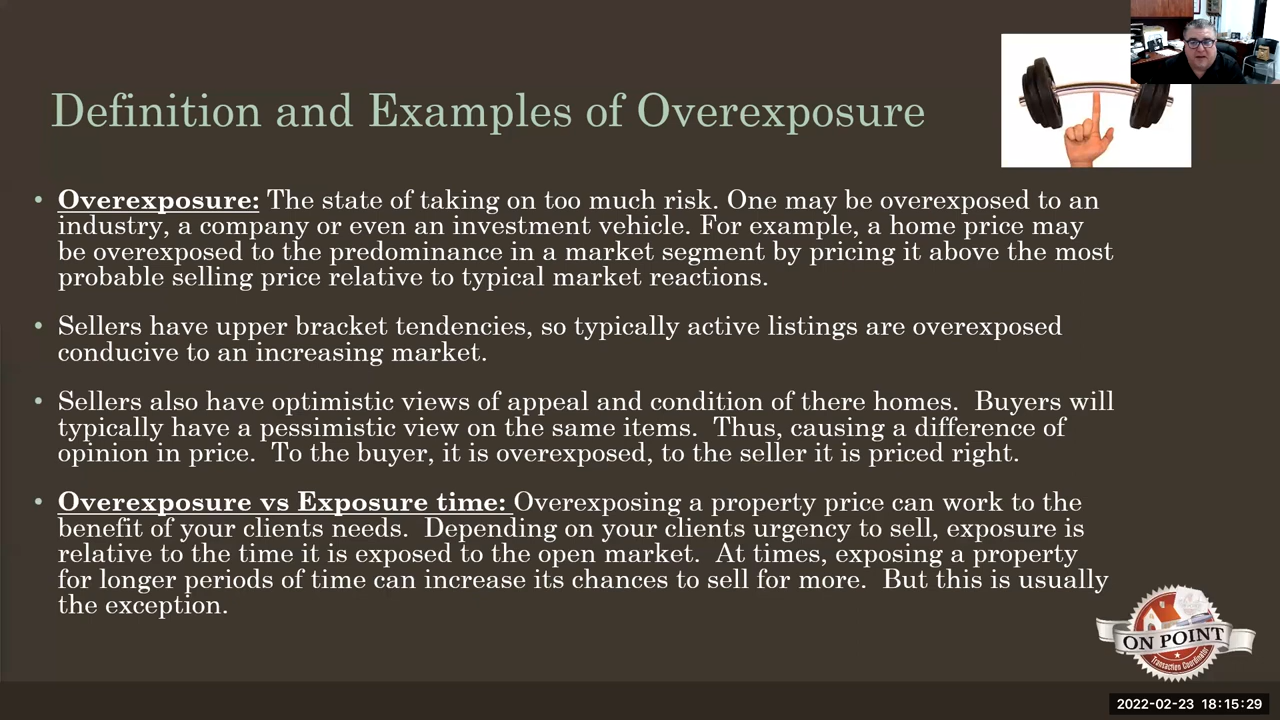 Definition and Examples of Overexposure
• Overexposure: The state of taking on too much risk. One may be overexposed to an
industry, a company or even an investment vehicle. For example, a home price may
be overexposed to the predominance in a market segment by pricing it above the most
probable selling price relative to typical market reactions.
• Sellers have upper bracket tendencies, so typically active listings are overexposed
conducive to an increasing market.
• Sellers also have optimistic views of appeal and condition of there homes.  Buyers will
typically have a pessimistic view on the same items.  Thus, causing a difference of
opinion in price.  To the buyer, it is overexposed, to the seller it is priced right.
• Overexposure vs Exposure time: Overexposing a property price can work to the
benefit of your clients needs.  Depending on your clients urgency to sell, exposure is
relative to the time it is exposed to the open market.  At times, exposing a property
for longer periods of time can increase its chances to sell for more.  But this is usually
the exception.
ON POINT
Transaction Coordinator
2022-02-23 18:15:29